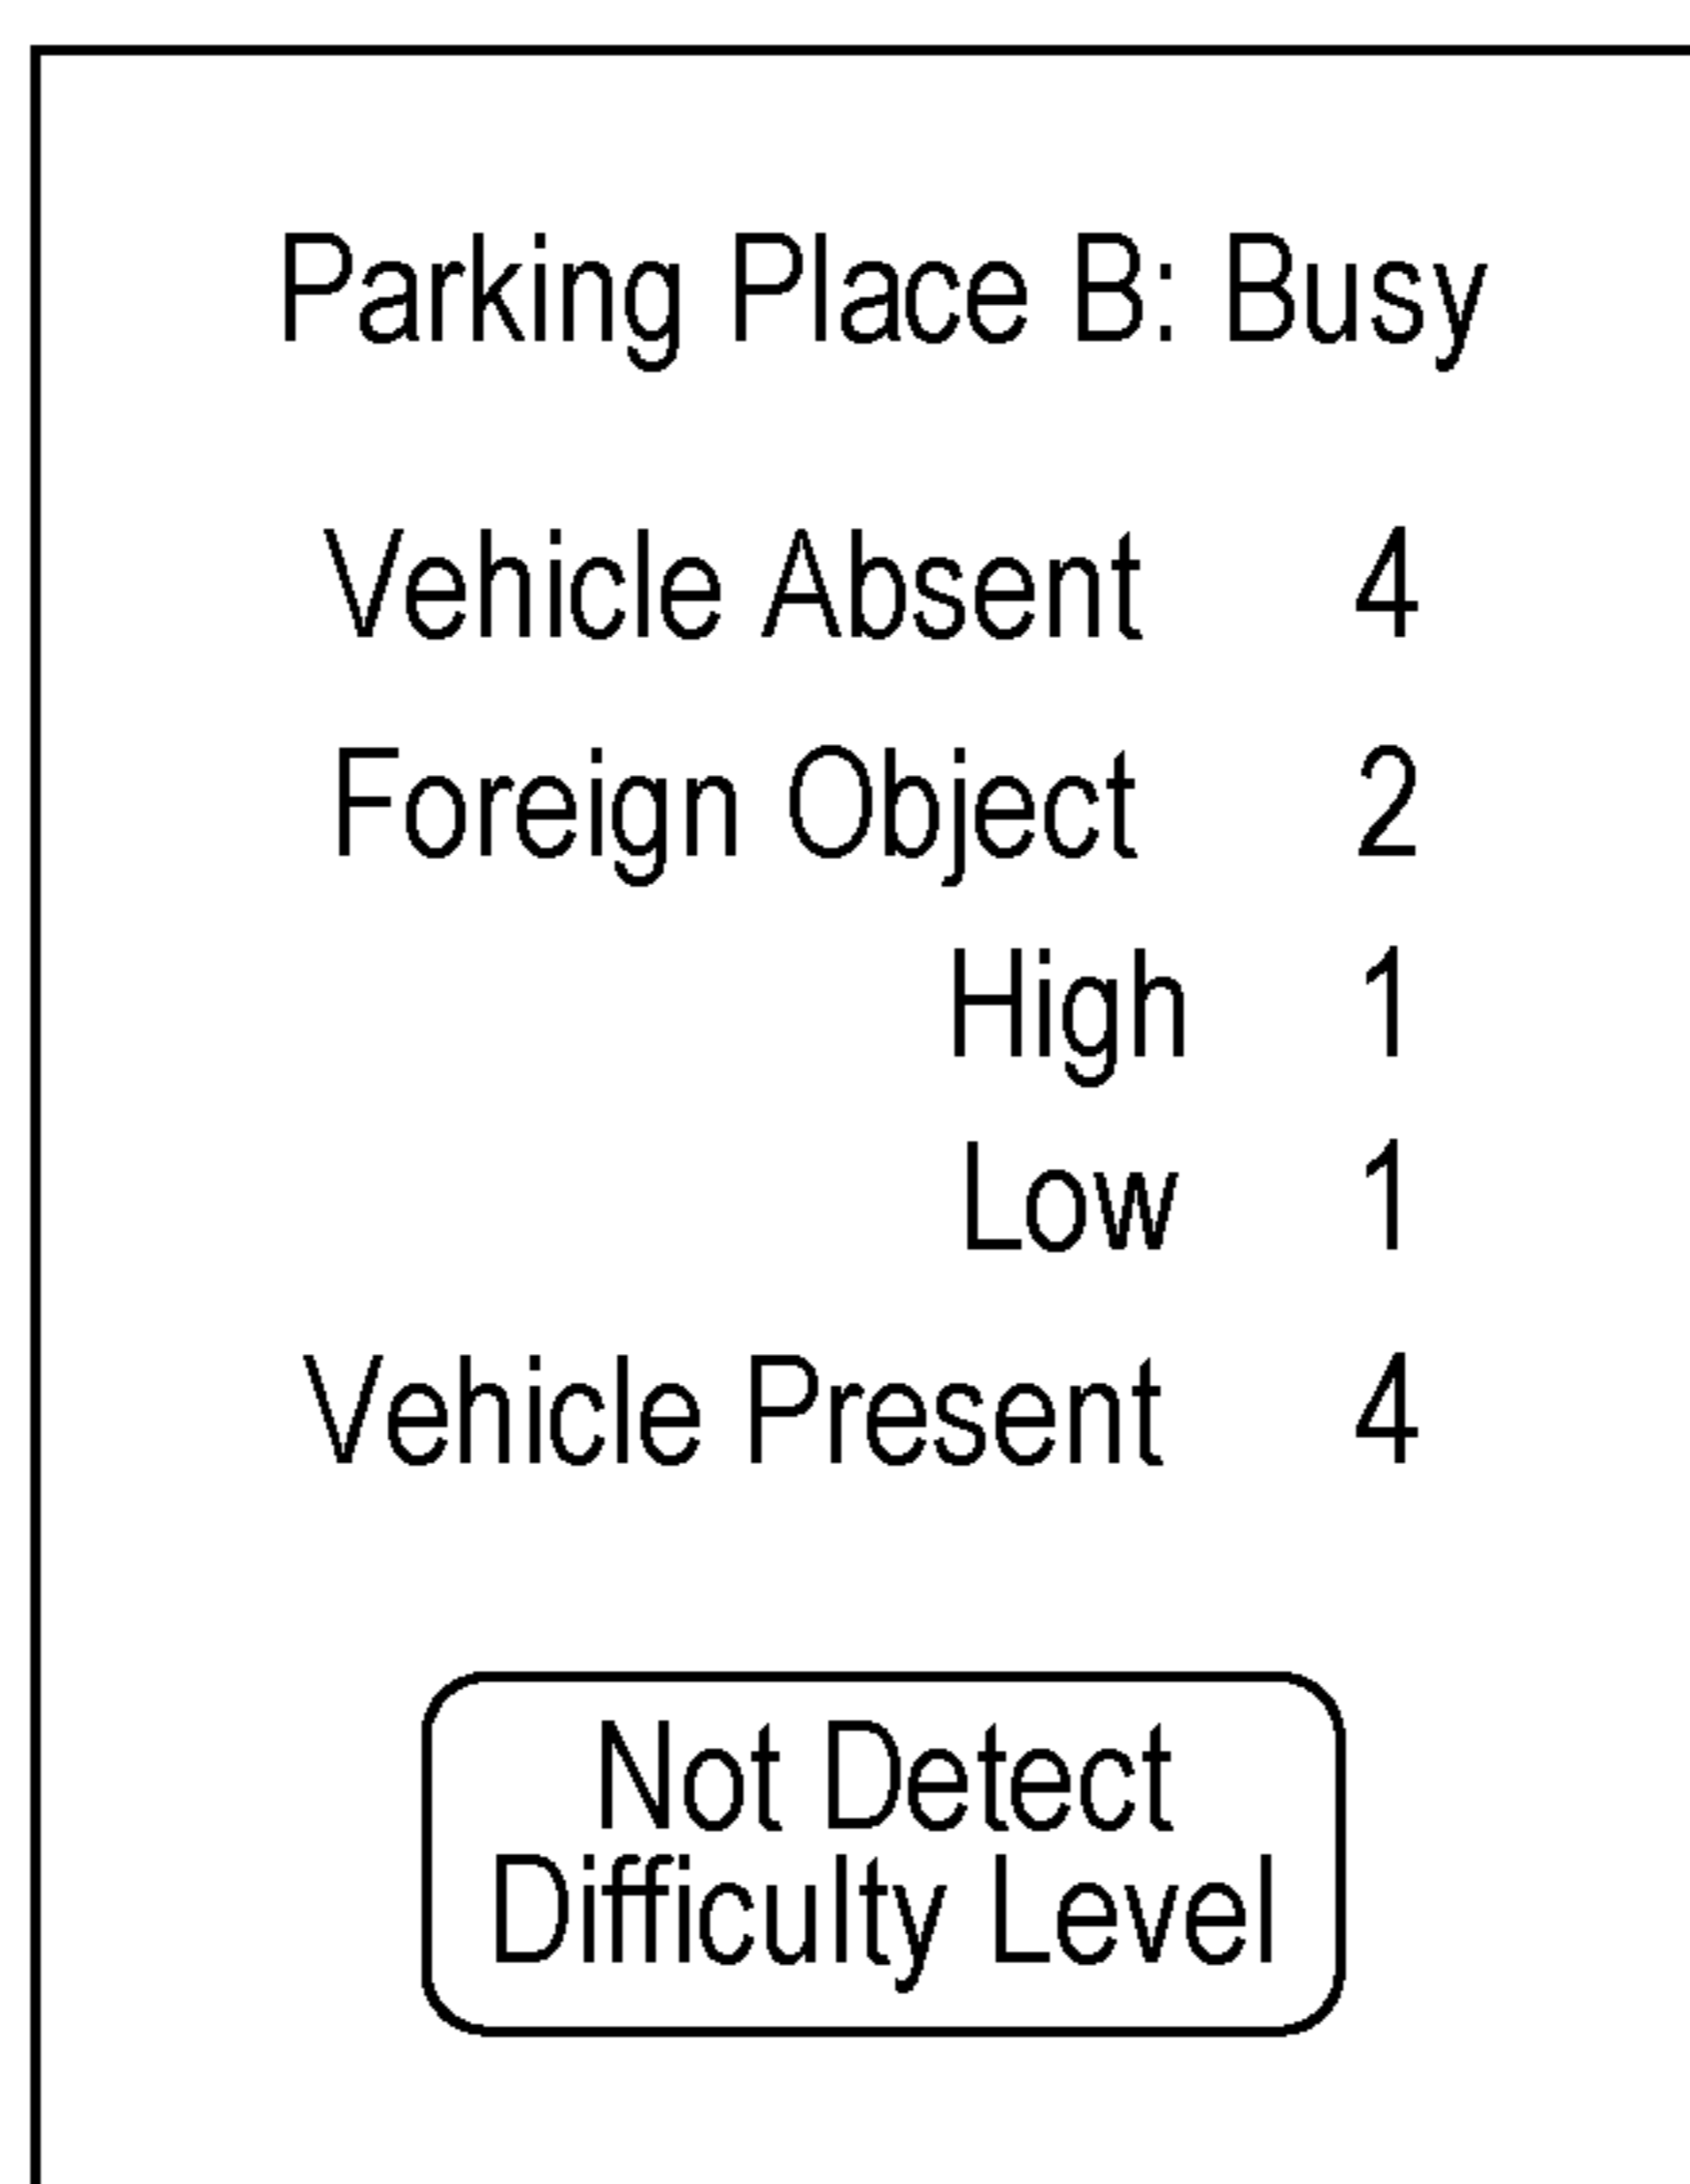 Parking Place B: Busy
Vehicle Absent 4
Foreign Object 2
High 1
Low 1
Vehicle Present 4
Not Detect
Difficulty Level